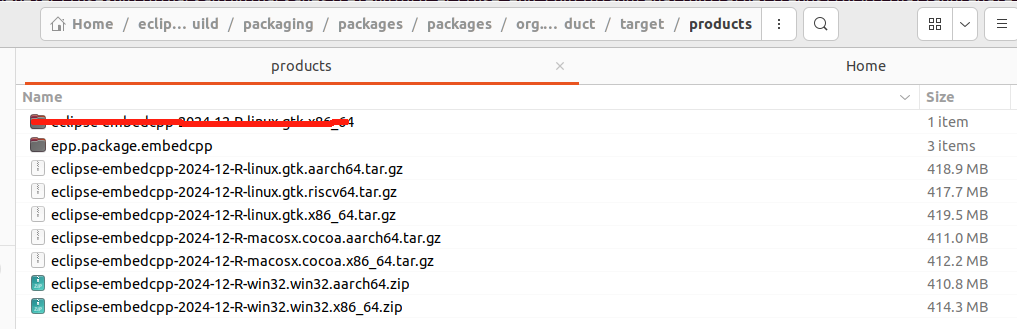 Home / eclip... uild / packaging / packages / packages / org.... duct / target / products
products
Home
Name Size
eclipse-embedcpp-2024-12-R-linux.gtk.x86_64 1 item
epp.package.embedcpp 3 items
eclipse-embedcpp-2024-12-R-linux.gtk.aarch64.tar.gz 418.9 MB
eclipse-embedcpp-2024-12-R-linux.gtk.riscv64.tar.gz 417.7 MB
eclipse-embedcpp-2024-12-R-linux.gtk.x86_64.tar.gz 419.5 MB
eclipse-embedcpp-2024-12-R-macosx.cocoa.aarch64.tar.gz 411.0 MB
eclipse-embedcpp-2024-12-R-macosx.cocoa.x86_64.tar.gz 412.2 MB
eclipse-embedcpp-2024-12-R-win32.win32.aarch64.zip 410.8 MB
eclipse-embedcpp-2024-12-R-win32.win32.x86_64.zip 414.3 MB